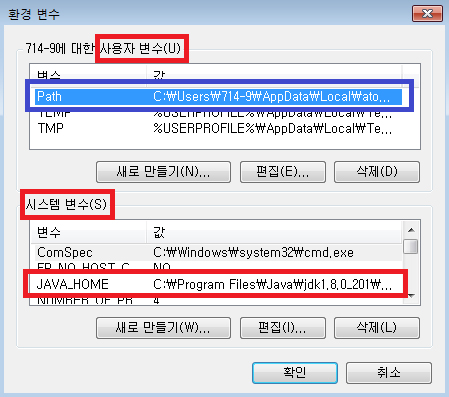 환경 변수
714-9에 대한 사용자 변수(U)
변수 값
Path C:₩Users₩714-9₩AppData₩Local₩ato...
TEMP %USERPROFILE%₩AppData₩Local₩Te...
TMP %USERPROFILE%₩AppData₩Local₩Te...
새로 만들기(N)... 편집(E)... 삭제(D)
시스템 변수(S)
변수 값
ComSpec C:₩Windows₩system32₩cmd.exe
FP_NO_HOST_C... NO
JAVA_HOME C:₩Program Files₩Java₩jdk1.8.0_201₩...
NUMBER_OF_PR... 4
새로 만들기(W)... 편집(I)... 삭제(L)
확인 취소